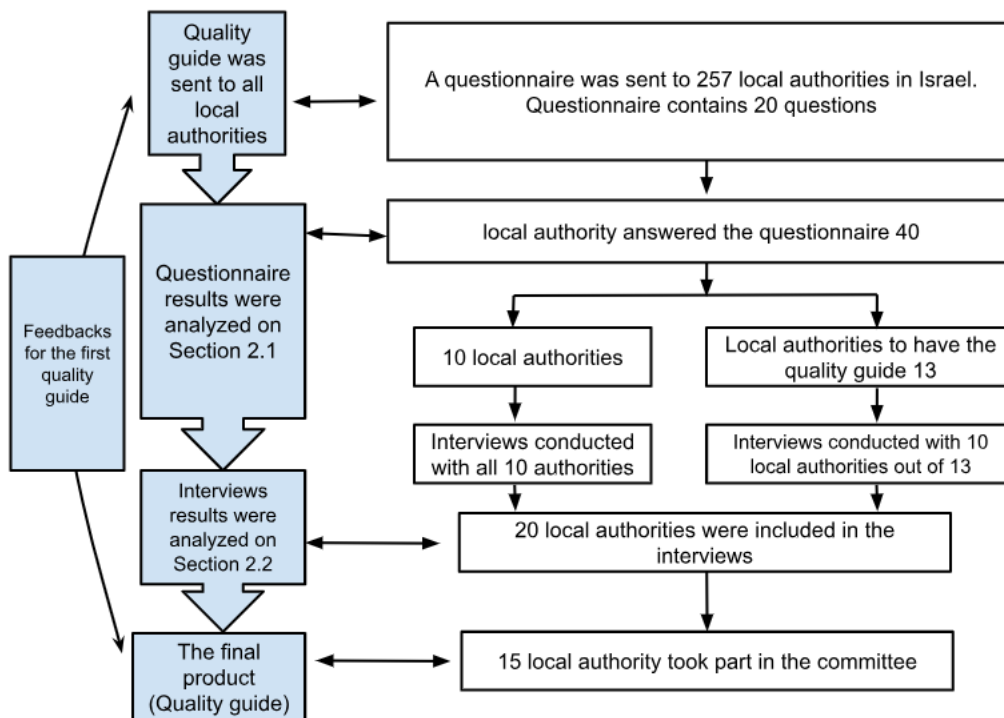 Quality
guide was
sent to all
local
authorities
A questionnaire was sent to 257 local authorities in Israel.
Questionnaire contains 20 questions
local authority answered the questionnaire 40
Questionnaire
results were
analyzed on
Section 2.1
Feedbacks
for the first
quality
guide
10 local authorities
Local authorities to have the
quality guide 13
Interviews conducted
with all 10 authorities
Interviews conducted with 10
local authorities out of 13
Interviews
results were
analyzed on
Section 2.2
20 local authorities were included in the
interviews
The final
product
(Quality guide)
15 local authority took part in the committee